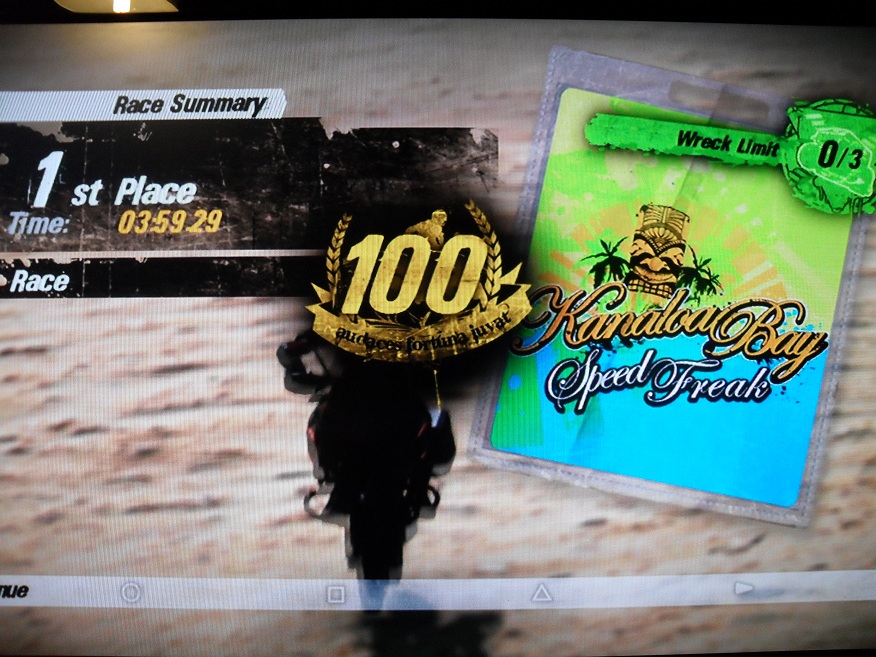 Race Summary
1 st Place
Time: 03:59.29
Race
100
audaces fortuna juvat
Wreck Limit 0/3
Kanaloa Bay
Speed Freak
nue